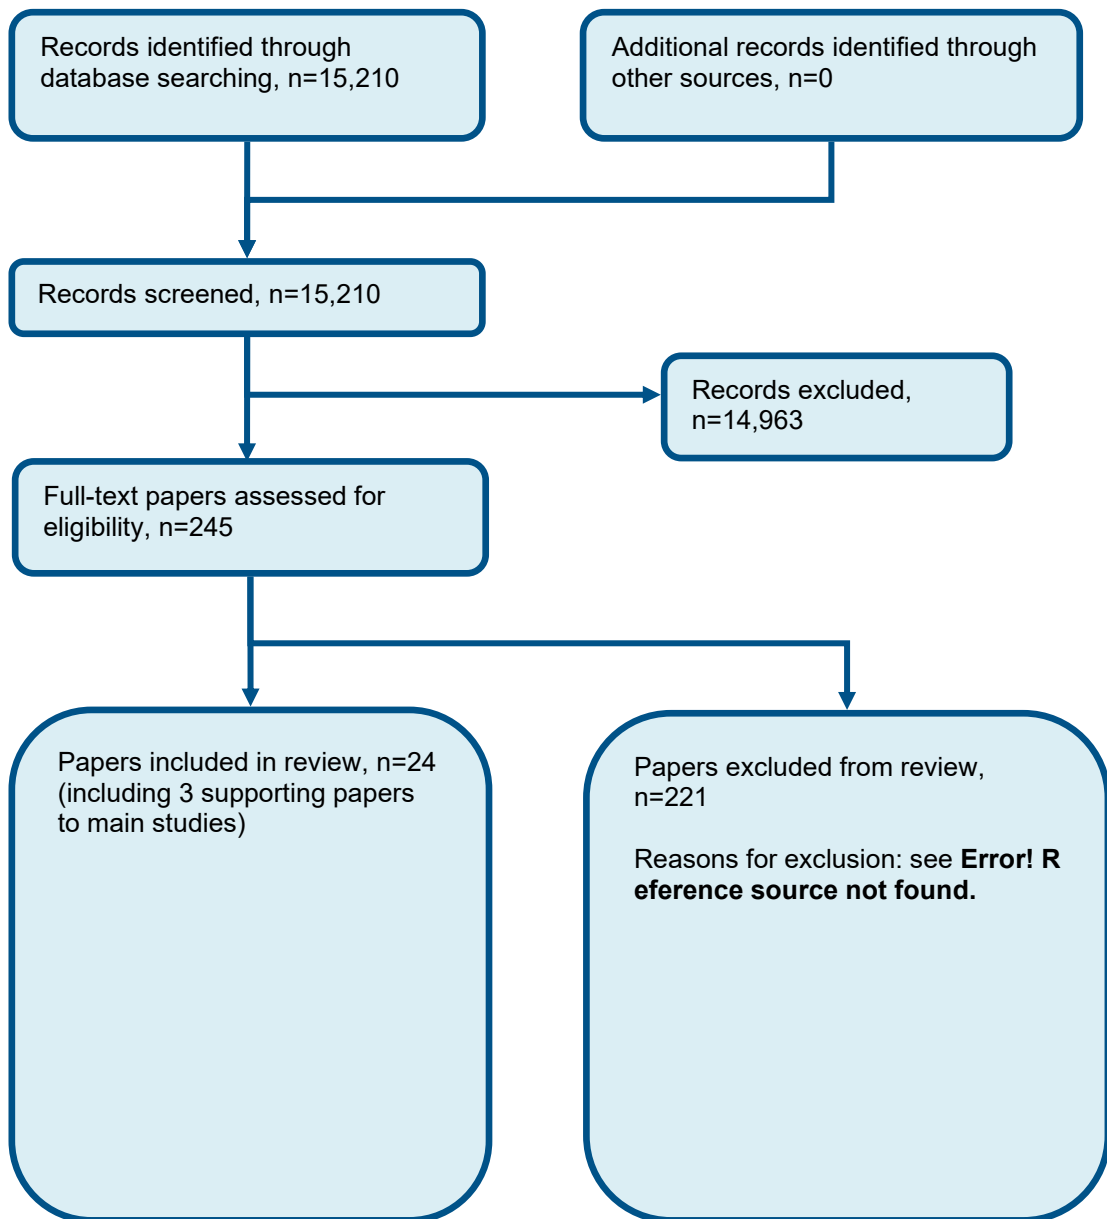 Records identified through
database searching, n=15,210
Additional records identified through
other sources, n=0
Records screened, n=15,210
Records excluded,
n=14,963
Full-text papers assessed for
eligibility, n=245
Papers included in review, n=24
(including 3 supporting papers
to main studies)
Papers excluded from review,
n=221
Reasons for exclusion: see Error! R
eference source not found.